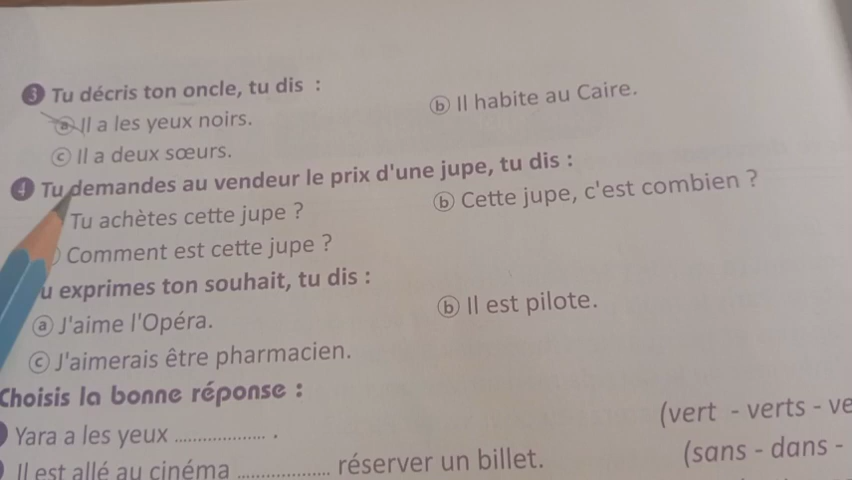 3 Tu décris ton oncle, tu dis :
a Il a les yeux noirs. b Il habite au Caire.
c Il a deux sœurs.
4 Tu demandes au vendeur le prix d'une jupe, tu dis :
Tu achètes cette jupe ? b Cette jupe, c'est combien ?
Comment est cette jupe ?
u exprimes ton souhait, tu dis :
a J'aime l'Opéra. b Il est pilote.
c J'aimerais être pharmacien.
Choisis la bonne réponse :
Yara a les yeux .................... . (vert - verts - ve
Il est allé au cinéma .................... réserver un billet. (sans - dans -